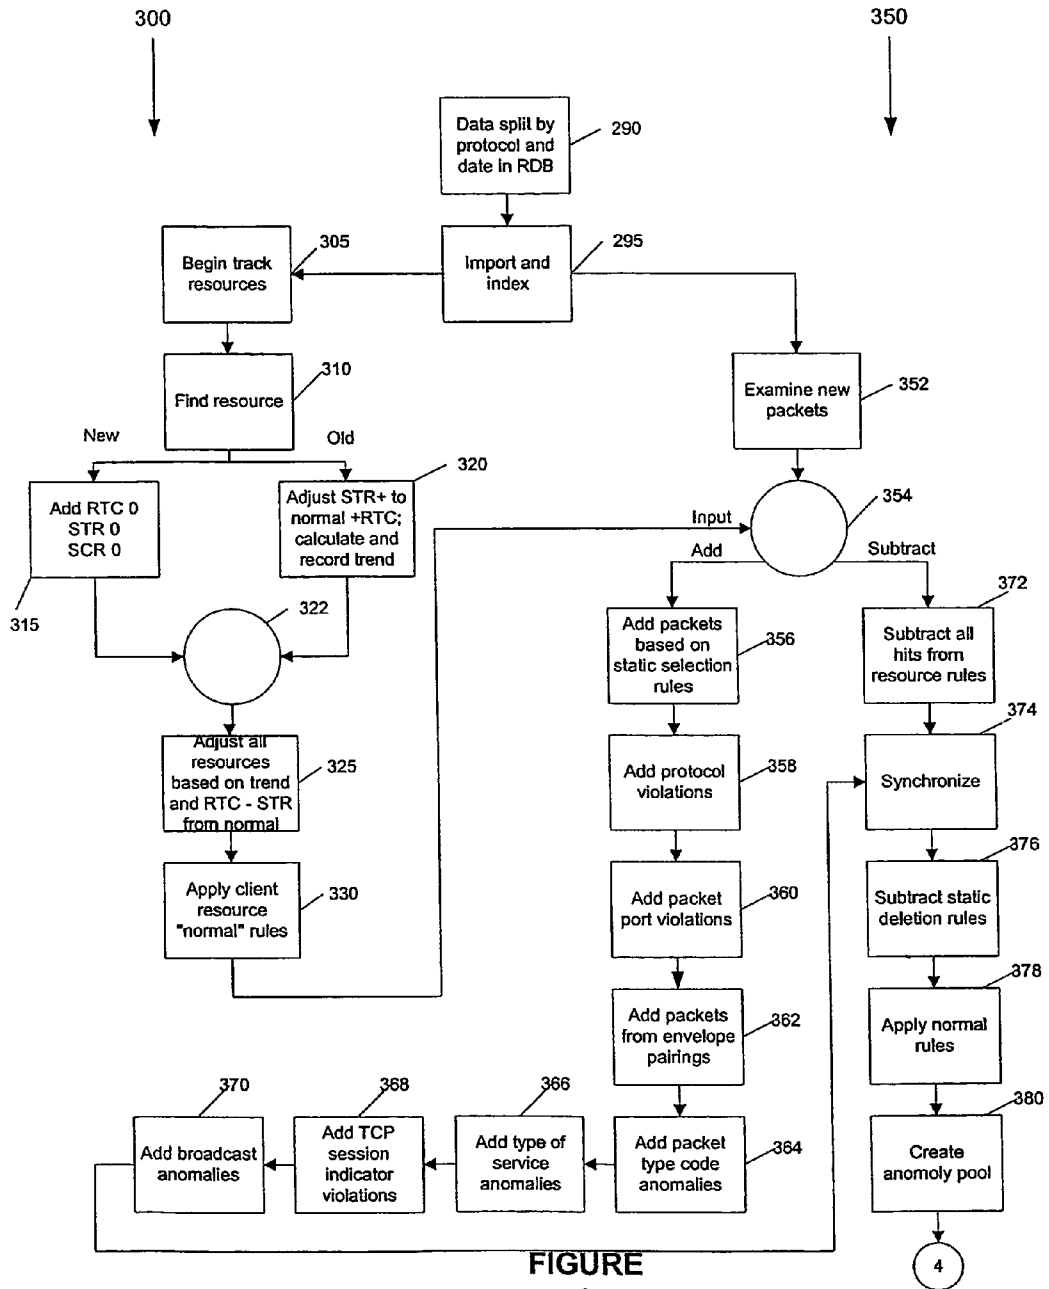 300
350
Data split by
protocol and
date in RDB
290
Begin track
resources
305
Import and
index
295
Find resource
310
Examine new
packets
352
New
Old
Add RTC 0
STR 0
SCR 0
315
Adjust STR+ to
normal +RTC;
calculate and
record trend
320
322
Input
354
Add
Subtract
Adjust all
resources
based on trend
and RTC - STR
from normal
325
Apply client
resource
"normal" rules
330
Add packets
based on
static selection
rules
356
Add protocol
violations
358
Add packet
port violations
360
Add packets
from envelope
pairings
362
Add packet
type code
anomalies
364
Add type of
service
anomalies
366
Add TCP
session
indicator
violations
368
Add broadcast
anomalies
370
Subtract all
hits from
resource rules
372
Synchronize
374
Subtract static
deletion rules
376
Apply normal
rules
378
Create
anomoly pool
380
4
FIGURE